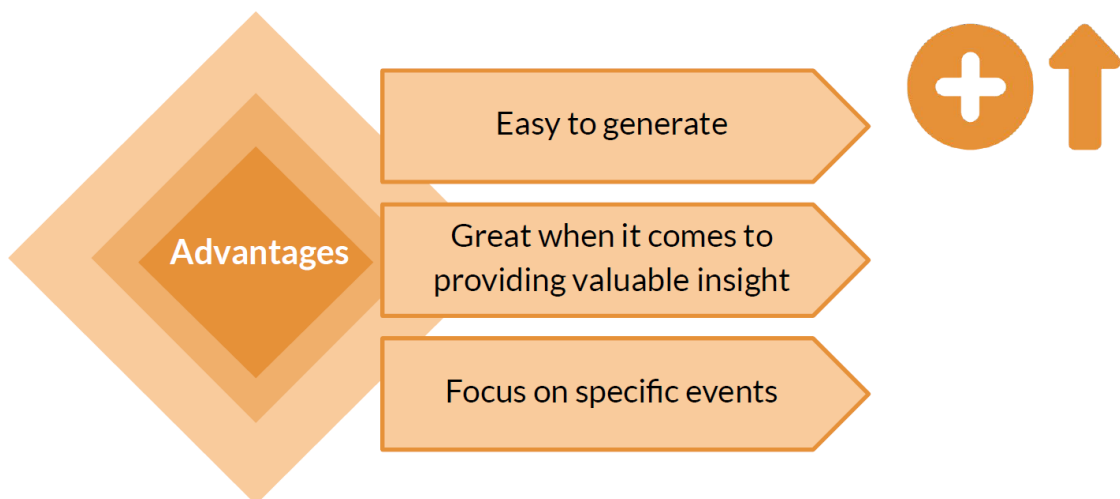 Advantages
Easy to generate
Great when it comes to
providing valuable insight
Focus on specific events